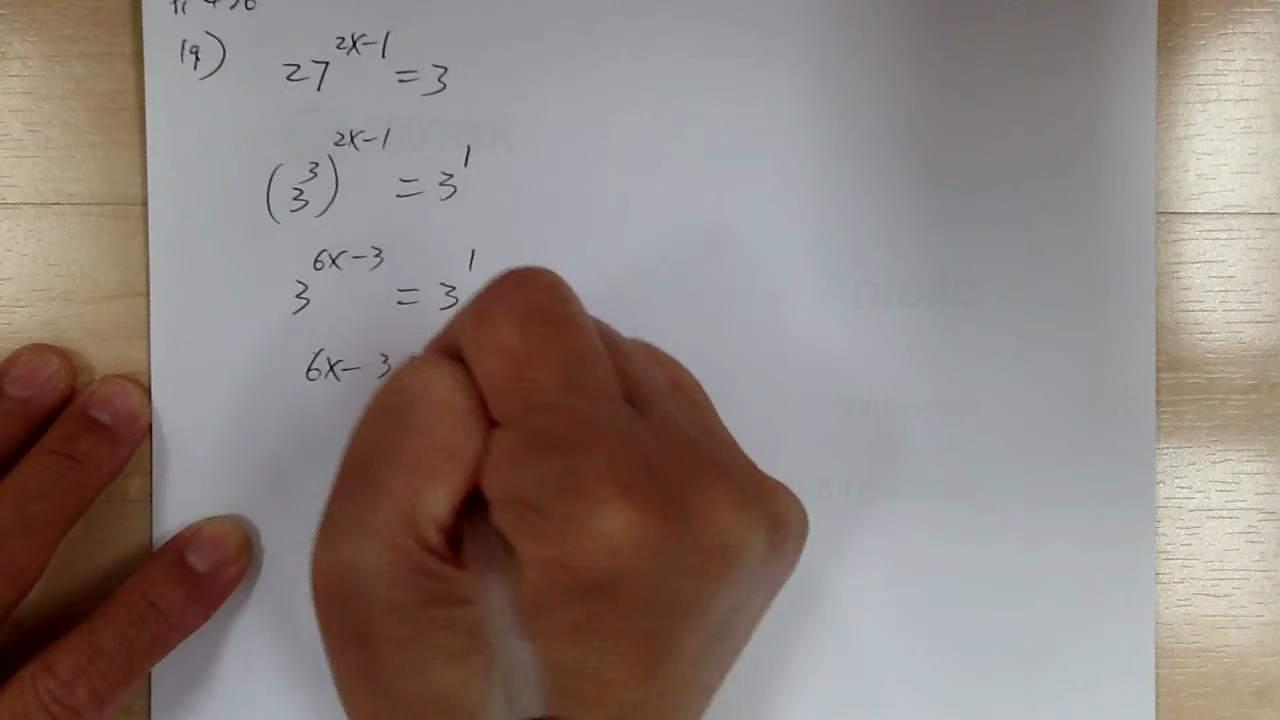 19)
27^{2x-1} = 3
(3^3)^{2x-1} = 3^1
3^{6x-3} = 3^1
6x-3